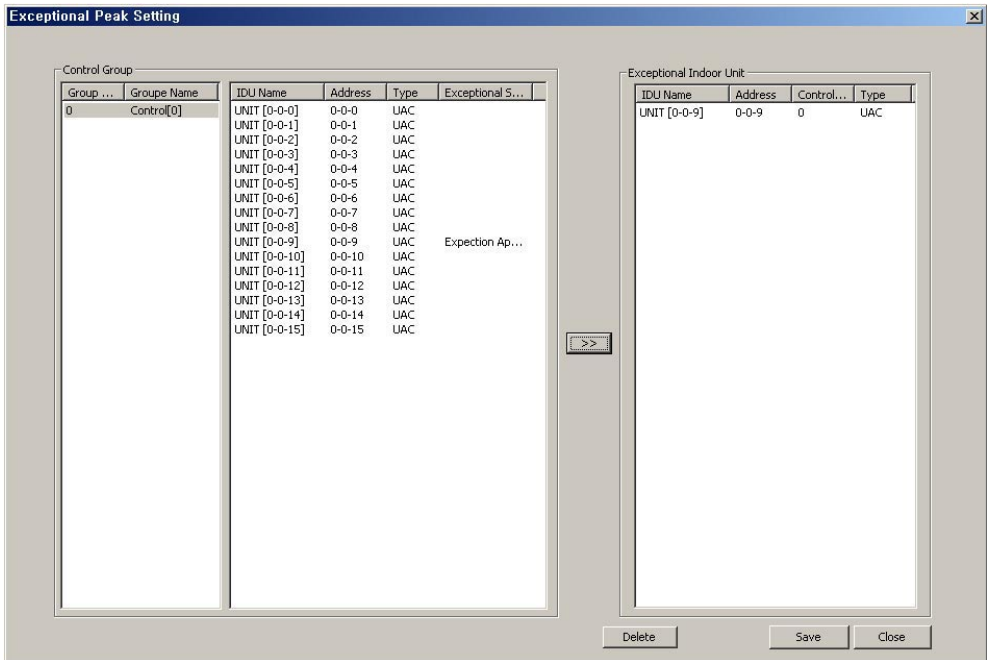 Exceptional Peak Setting
Control Group
Group ... Groupe Name
0 Control[0]
IDU Name Address Type Exceptional S...
UNIT [0-0-0] 0-0-0 UAC
UNIT [0-0-1] 0-0-1 UAC
UNIT [0-0-2] 0-0-2 UAC
UNIT [0-0-3] 0-0-3 UAC
UNIT [0-0-4] 0-0-4 UAC
UNIT [0-0-5] 0-0-5 UAC
UNIT [0-0-6] 0-0-6 UAC
UNIT [0-0-7] 0-0-7 UAC
UNIT [0-0-8] 0-0-8 UAC
UNIT [0-0-9] 0-0-9 UAC Expection Ap...
UNIT [0-0-10] 0-0-10 UAC
UNIT [0-0-11] 0-0-11 UAC
UNIT [0-0-12] 0-0-12 UAC
UNIT [0-0-13] 0-0-13 UAC
UNIT [0-0-14] 0-0-14 UAC
UNIT [0-0-15] 0-0-15 UAC
>>
Exceptional Indoor Unit
IDU Name Address Control... Type
UNIT [0-0-9] 0-0-9 0 UAC
Delete Save Close